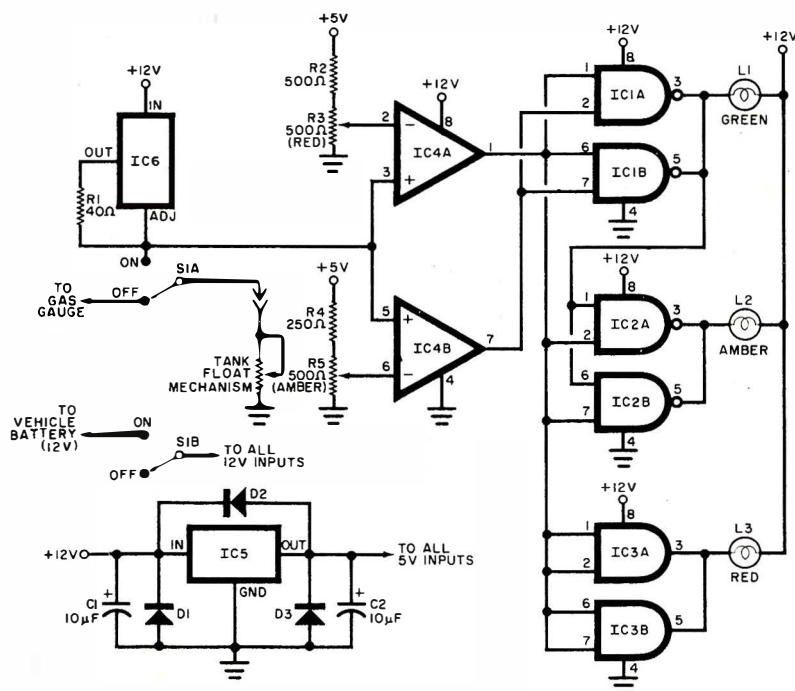 +12V
IN
OUT
IC6
R1
40Ω
ADJ
ON
S1A
TO
GAS
GAUGE
OFF
TANK
FLOAT
MECHANISM
TO
VEHICLE
BATTERY
(12V)
ON
S1B
OFF
TO ALL
12V INPUTS
+5V
R2
500Ω
R3
500Ω
(RED)
+12V
8
2
−
IC4A
1
3
+
+5V
R4
250Ω
R5
500Ω
(AMBER)
5
+
IC4B
7
6
−
4
+12V
8
1
IC1A
3
2
L1
GREEN
+12V
6
IC1B
5
7
4
+12V
8
1
IC2A
3
2
L2
AMBER
6
IC2B
5
7
4
+12V
8
1
IC3A
3
2
L3
RED
6
IC3B
5
7
4
D2
+12V
IN
IC5
OUT
TO ALL
5V INPUTS
GND
+
C1
10μF
D1
D3
+
C2
10μF